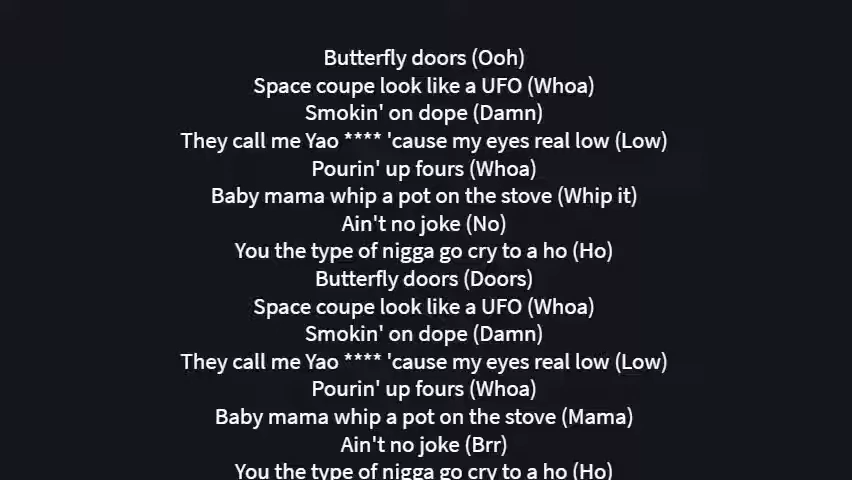 Butterfly doors (Ooh)
Space coupe look like a UFO (Whoa)
Smokin' on dope (Damn)
They call me Yao **** 'cause my eyes real low (Low)
Pourin' up fours (Whoa)
Baby mama whip a pot on the stove (Whip it)
Ain't no joke (No)
You the type of nigga go cry to a ho (Ho)
Butterfly doors (Doors)
Space coupe look like a UFO (Whoa)
Smokin' on dope (Damn)
They call me Yao **** 'cause my eyes real low (Low)
Pourin' up fours (Whoa)
Baby mama whip a pot on the stove (Mama)
Ain't no joke (Brr)
You the type of nigga go cry to a ho (Ho)